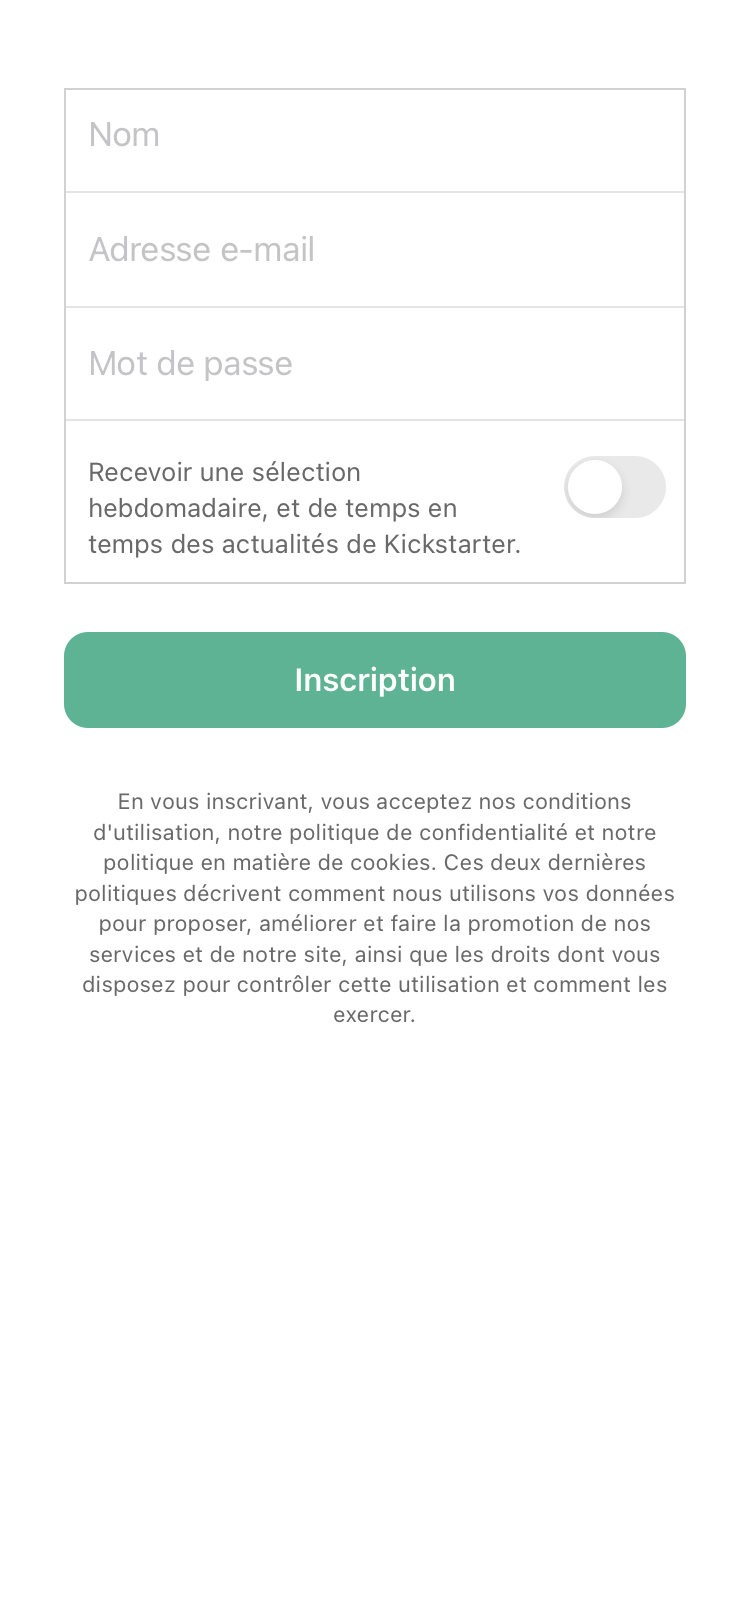 Nom
Adresse e-mail
Mot de passe
Recevoir une sélection
hebdomadaire, et de temps en
temps des actualités de Kickstarter.
Inscription
En vous inscrivant, vous acceptez nos conditions
d'utilisation, notre politique de confidentialité et notre
politique en matière de cookies. Ces deux dernières
politiques décrivent comment nous utilisons vos données
pour proposer, améliorer et faire la promotion de nos
services et de notre site, ainsi que les droits dont vous
disposez pour contrôler cette utilisation et comment les
exercer.